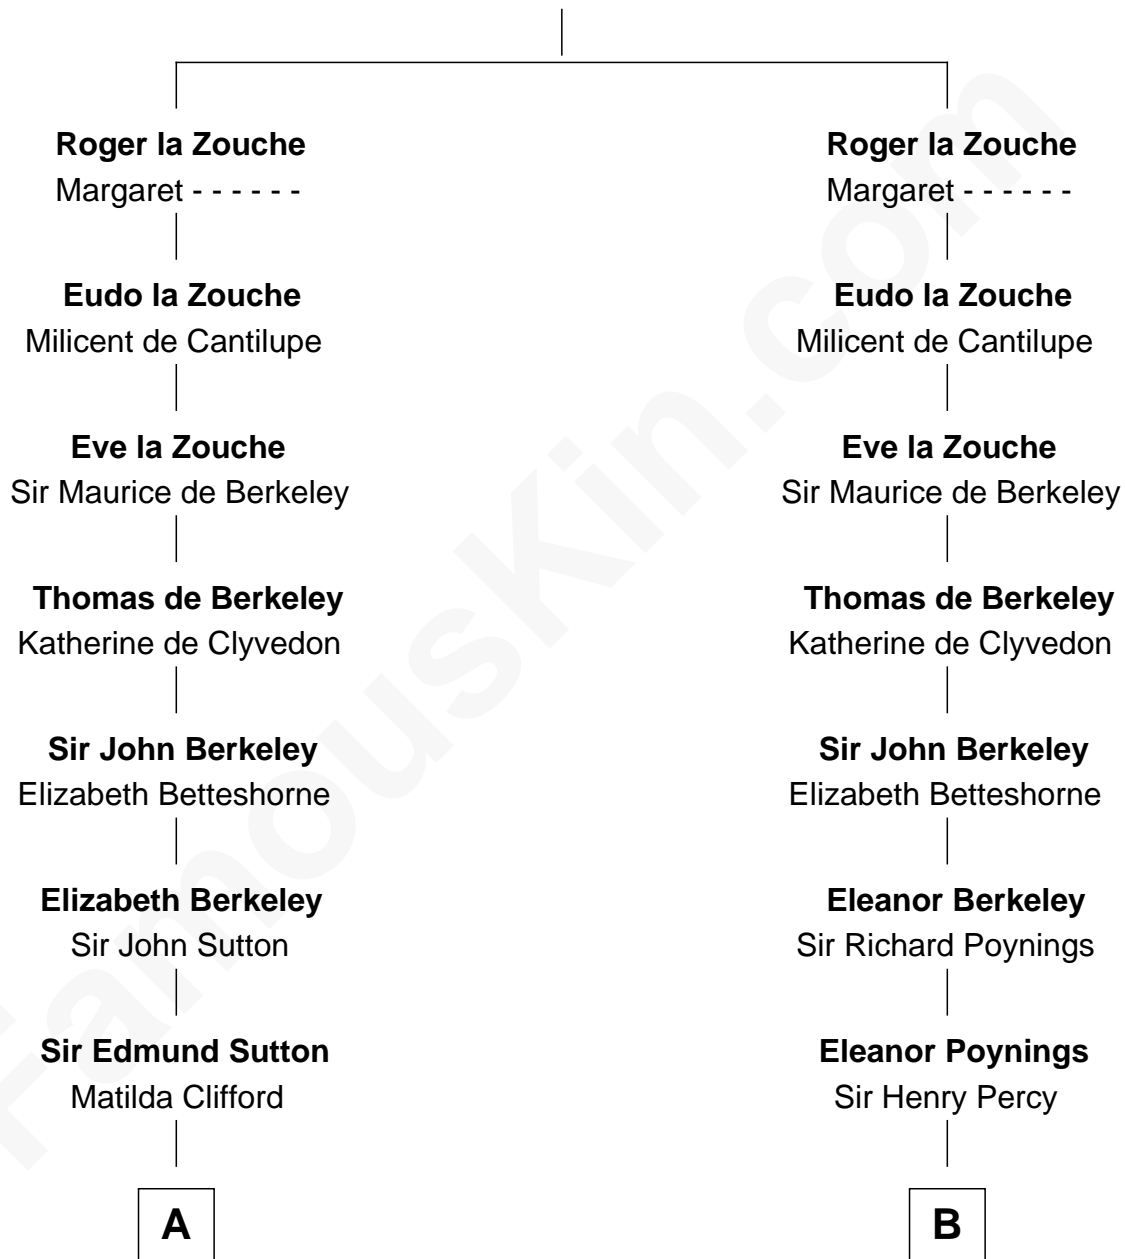 Roger la Zouche
Margaret - - - - - -
Eudo la Zouche
Milicent de Cantilupe
Eve la Zouche
Sir Maurice de Berkeley
Thomas de Berkeley
Katherine de Clyvedon
Sir John Berkeley
Elizabeth Betteshorne
Elizabeth Berkeley
Sir John Sutton
Sir Edmund Sutton
Matilda Clifford
A
Roger la Zouche
Margaret - - - - - -
Eudo la Zouche
Milicent de Cantilupe
Eve la Zouche
Sir Maurice de Berkeley
Thomas de Berkeley
Katherine de Clyvedon
Sir John Berkeley
Elizabeth Betteshorne
Eleanor Berkeley
Sir Richard Poynings
Eleanor Poynings
Sir Henry Percy
B
FamousKin.com